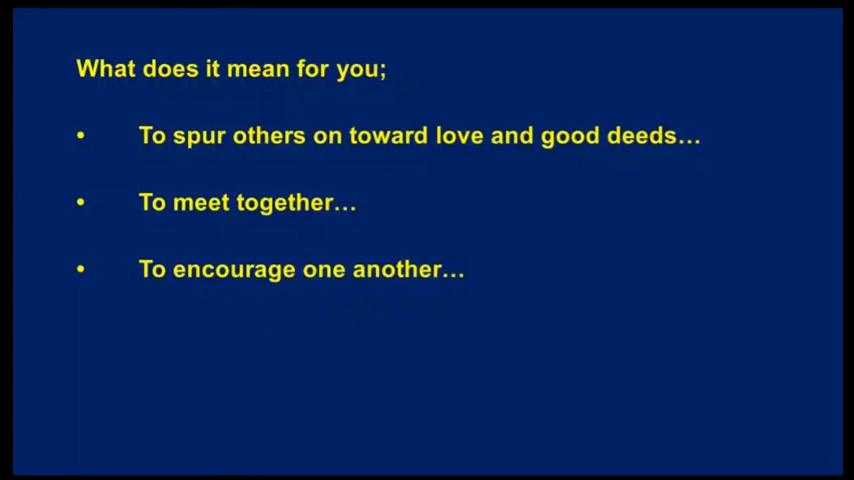 What does it mean for you;
• To spur others on toward love and good deeds…
• To meet together…
• To encourage one another…